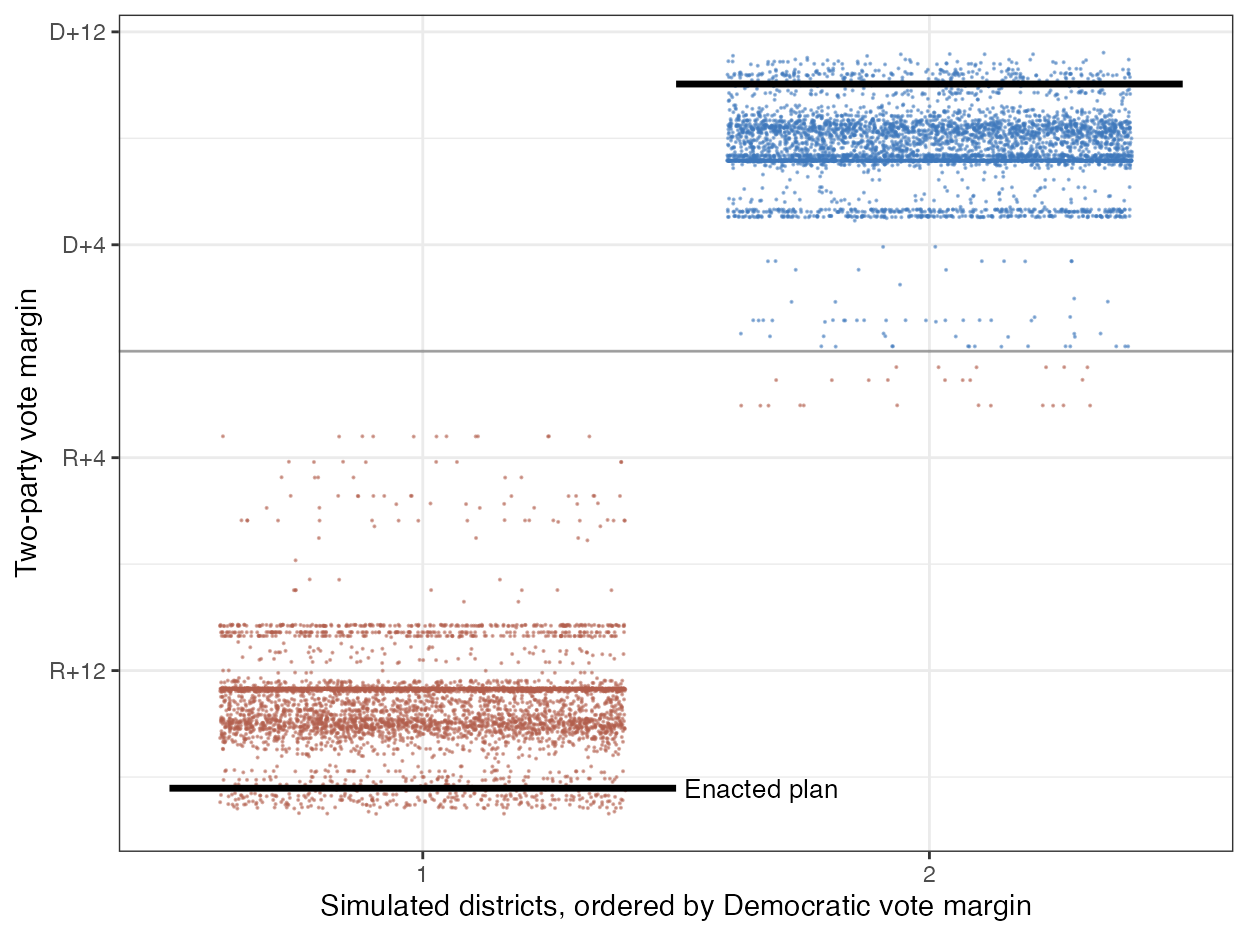 D+12
D+4
R+4
R+12
Two-party vote margin
Enacted plan
1
2
Simulated districts, ordered by Democratic vote margin